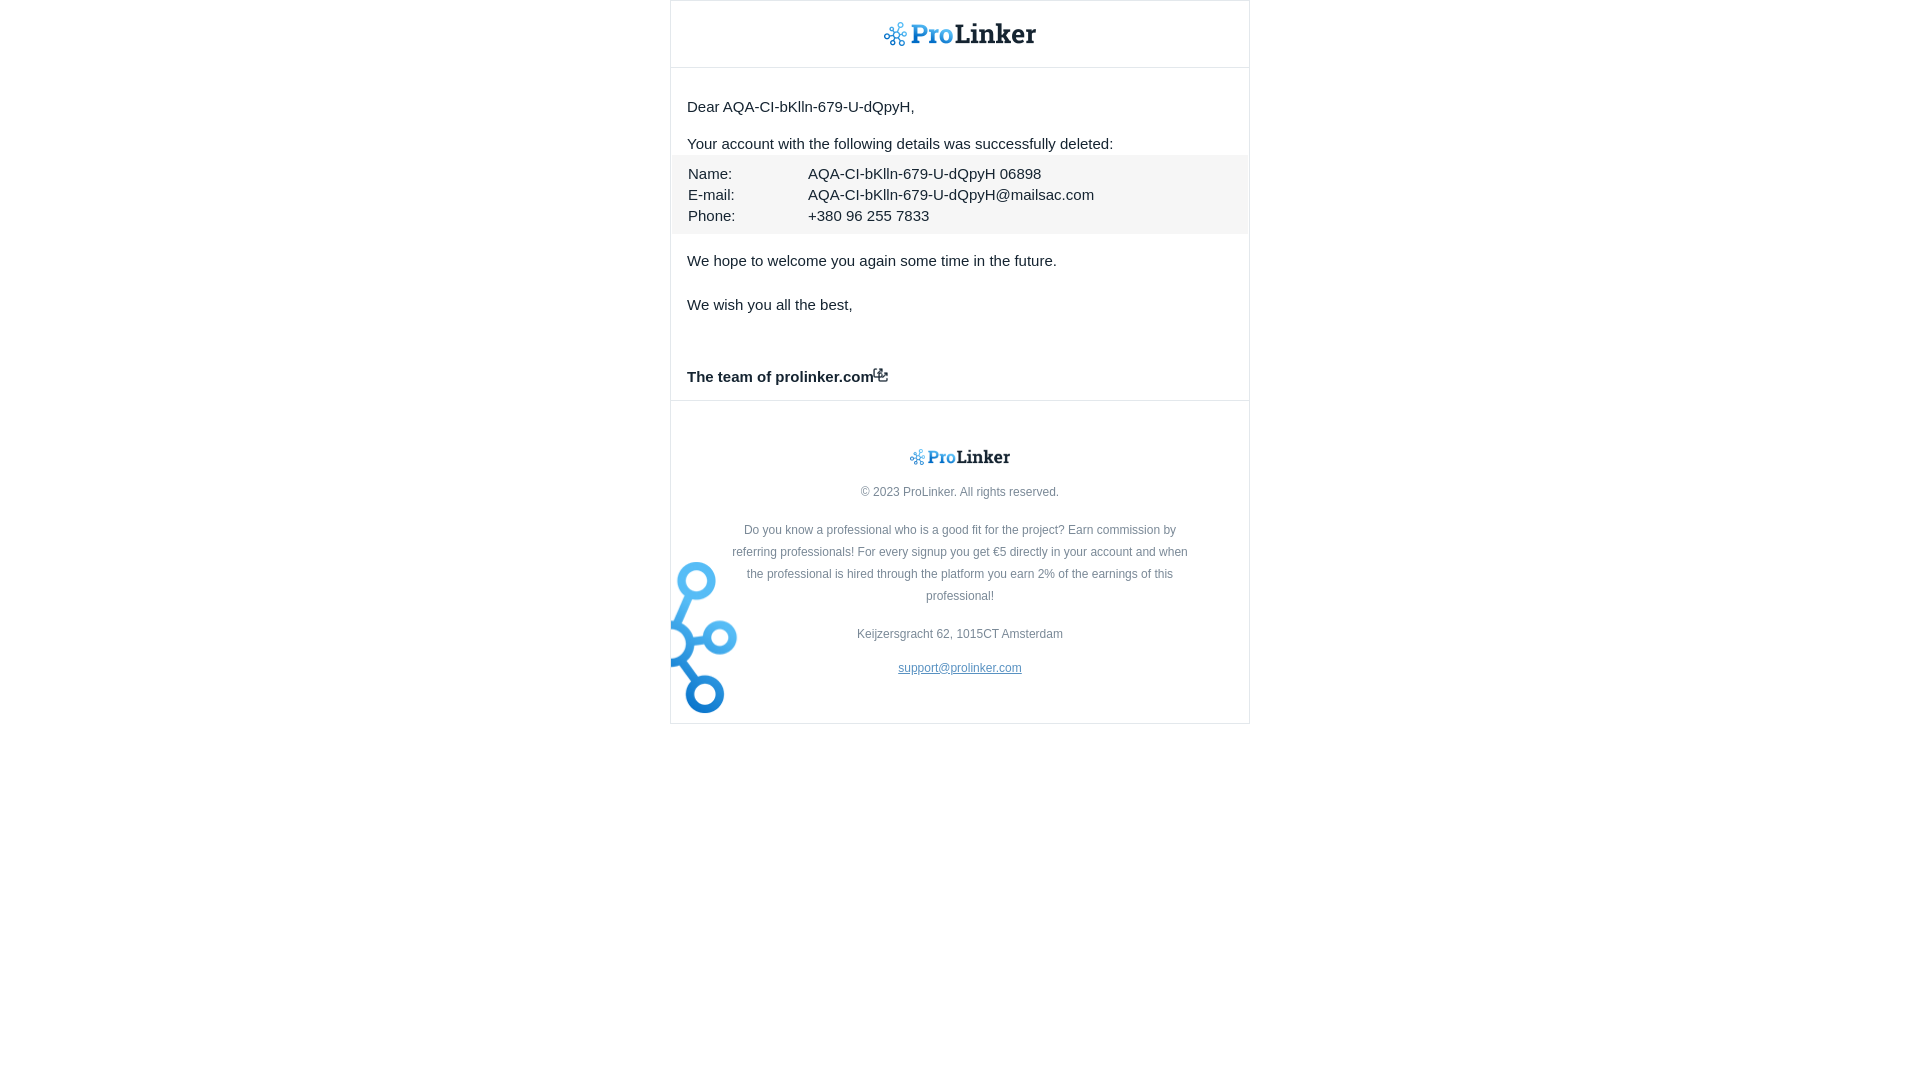 ProLinker
Dear AQA-CI-bKlln-679-U-dQpyH,
Your account with the following details was successfully deleted:
Name: AQA-CI-bKlln-679-U-dQpyH 06898
E-mail: AQA-CI-bKlln-679-U-dQpyH@mailsac.com
Phone: +380 96 255 7833
We hope to welcome you again some time in the future.
We wish you all the best,
The team of prolinker.com
ProLinker
© 2023 ProLinker. All rights reserved.
Do you know a professional who is a good fit for the project? Earn commission by
referring professionals! For every signup you get €5 directly in your account and when
the professional is hired through the platform you earn 2% of the earnings of this
professional!
Keijzersgracht 62, 1015CT Amsterdam
support@prolinker.com